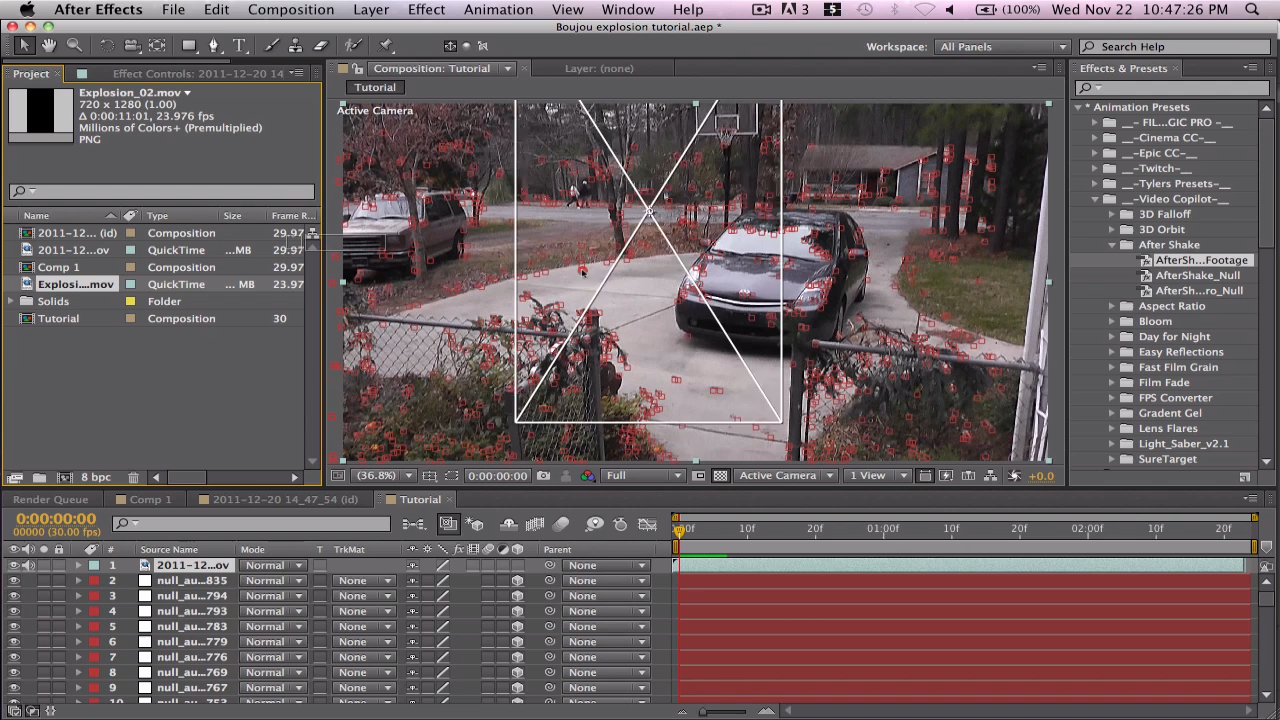 After Effects File Edit Composition Layer Effect Animation View Window Help 3 5 (100%) Wed Nov 22 10:47:26 PM
Boujou explosion tutorial.aep *
Workspace: All Panels Search Help
Project Effect Controls: 2011-12-20 14 Composition: Tutorial Layer: (none) Effects & Presets
Explosion_02.mov
720 x 1280 (1.00)
Δ 0:00:11:01, 23.976 fps
Millions of Colors+ (Premultiplied)
PNG
Name Type Size Frame R...
2011-12... (id) Composition 29.97
2011-12...ov QuickTime ...MB 29.97
Comp 1 Composition 29.97
Explosi....mov QuickTime ... MB 23.97
Solids Folder
Tutorial Composition 30
8 bpc
Tutorial
Active Camera
(36.8%) 0:00:00:00 Full Active Camera 1 View +0.0
* Animation Presets
__- FIL...GIC PRO -__
__-Cinema CC-__
__-Epic CC-__
__-Twitch-__
__-Tylers Presets-__
__-Video Copilot-__
3D Falloff
3D Orbit
After Shake
AfterSh...Footage
AfterShake_Null
AfterSh...ro_Null
Aspect Ratio
Bloom
Day for Night
Easy Reflections
Fast Film Grain
Film Fade
FPS Converter
Gradent Gel
Lens Flares
Light_Saber_v2.1
SureTarget
Render Queue Comp 1 2011-12-20 14_47_54 (id) Tutorial
0:00:00:00
00000 (30.00 fps)
10f 20f 01:00f 10f 20f 02:00f 10f 20f
# Source Name Mode T TrkMat fx Parent
1 2011-12...ov Normal None
2 null_au...835 Normal None None
3 null_au...794 Normal None None
4 null_au...793 Normal None None
5 null_au...783 Normal None None
6 null_au...779 Normal None None
7 null_au...776 Normal None None
8 null_au...769 Normal None None
9 null_au...767 Normal None None